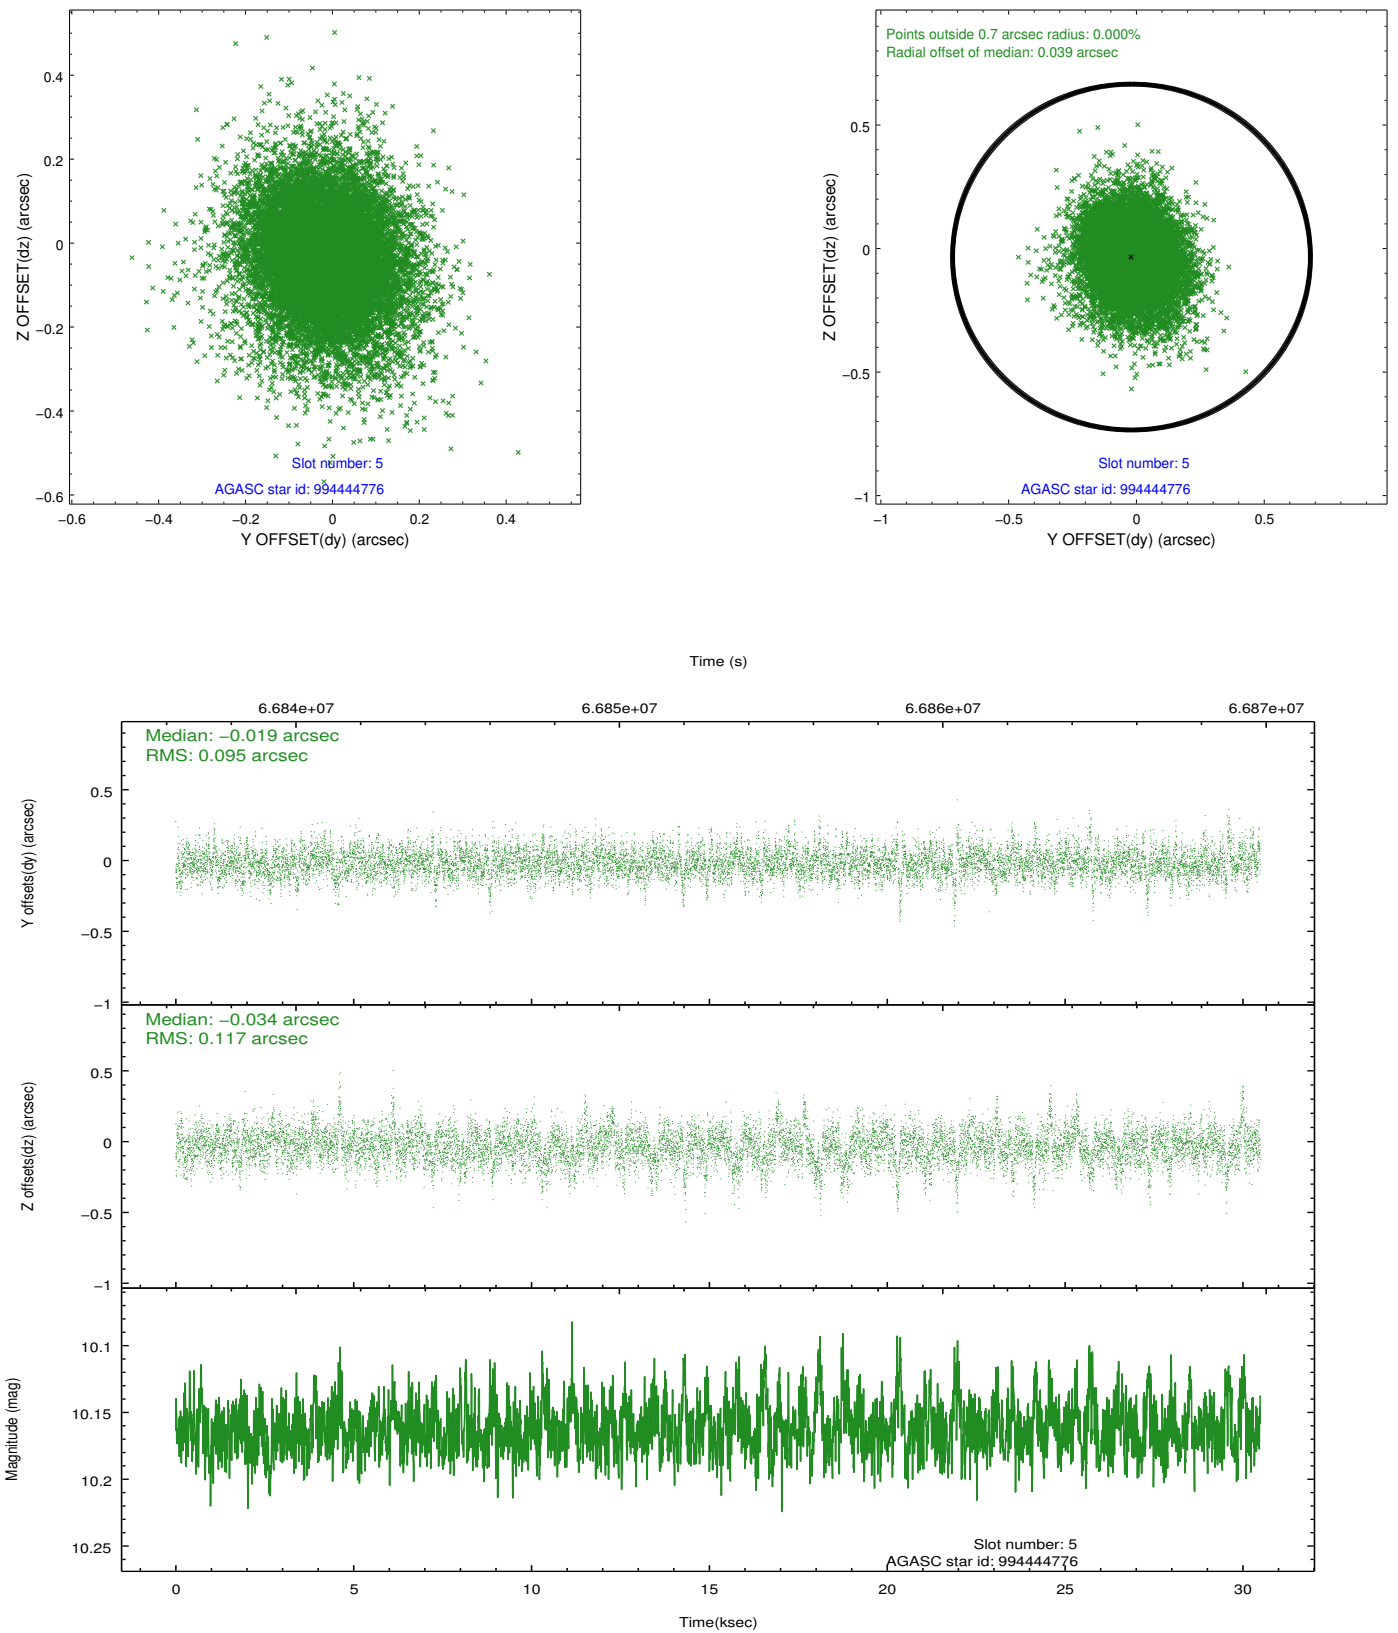 0.4
0.2
0
−0.2
−0.4
−0.6
−0.6
−0.4
−0.2
0
0.2
0.4
Z OFFSET(dz) (arcsec)
Y OFFSET(dy) (arcsec)
Slot number: 5
AGASC star id: 994444776
Points outside 0.7 arcsec radius: 0.000%
Radial offset of median: 0.039 arcsec
0.5
0
−0.5
−1
−1
−0.5
0
0.5
Z OFFSET(dz) (arcsec)
Y OFFSET(dy) (arcsec)
Slot number: 5
AGASC star id: 994444776
Time (s)
6.684e+07
6.685e+07
6.686e+07
6.687e+07
Median: −0.019 arcsec
RMS: 0.095 arcsec
0.5
0
−0.5
−1
Y offsets(dy) (arcsec)
Median: −0.034 arcsec
RMS: 0.117 arcsec
0.5
0
−0.5
−1
Z offsets(dz) (arcsec)
10.1
10.15
10.2
10.25
Magnitude (mag)
Slot number: 5
AGASC star id: 994444776
0
5
10
15
20
25
30
Time(ksec)